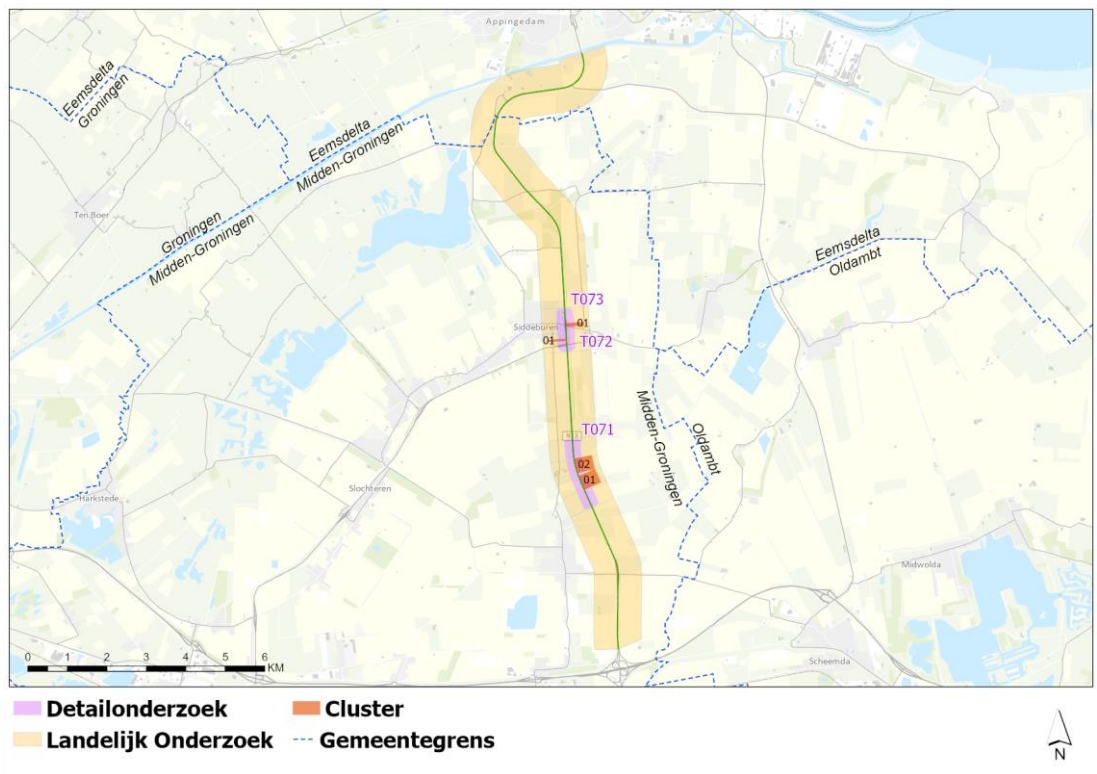 Appingedam
Eemsdelta
Groningen
Eemsdelta
Midden-Groningen
Ten Boer
Groningen
Midden-Groningen
Eemsdelta
Oldambt
T073
Siddeburen
01
01
T072
Midden-Groningen
Oldambt
T071
02
01
Slochteren
Harkstede
Midwolda
Scheemda
0 1 2 3 4 5 6
KM
Detailonderzoek
Cluster
Landelijk Onderzoek
Gemeentegrens
N